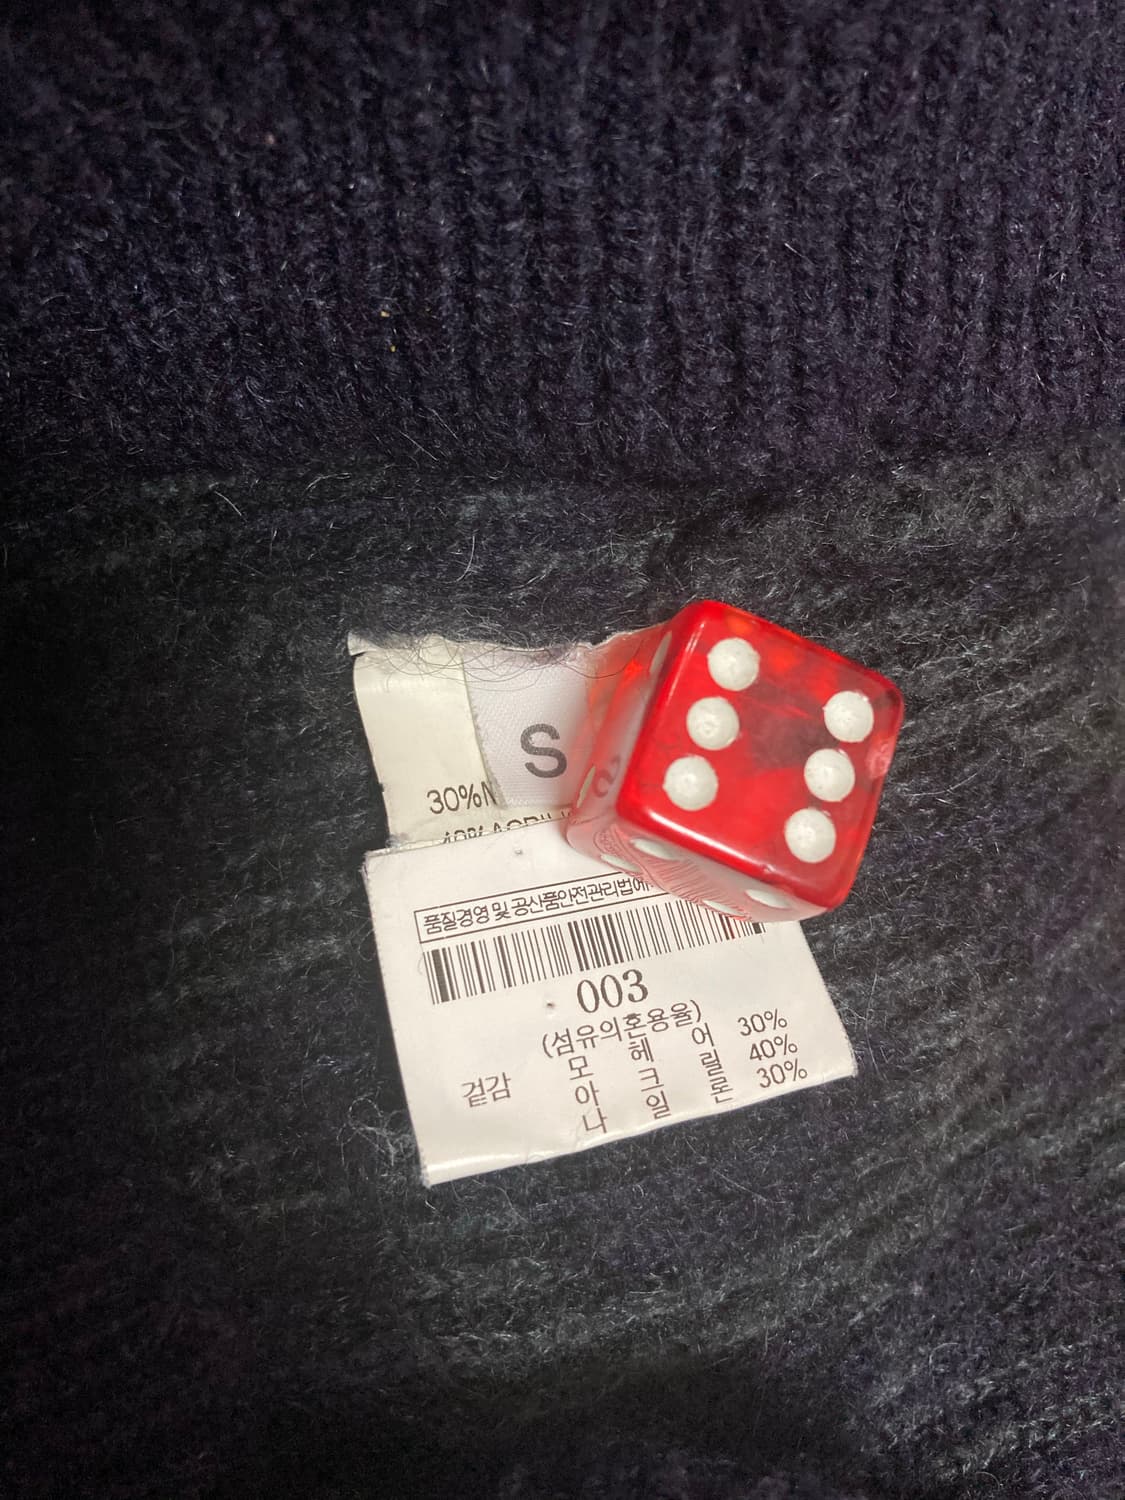 S
30%
품질경영 및 공산품안전관리법에
003
(섬유의혼용율)
겉감 모 헤 어 30%
아 크 릴 40%
나 일 론 30%